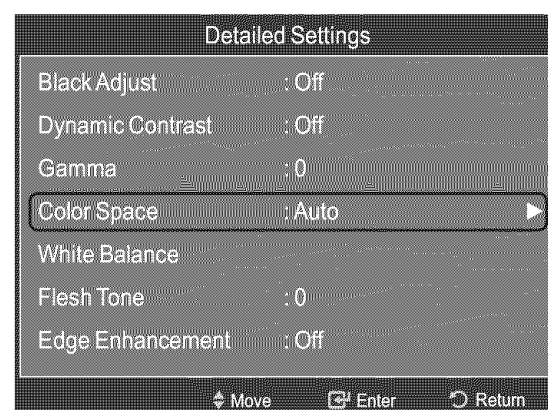 Detailed Settings
Black Adjust : Off
Dynamic Contrast : Off
Gamma : 0
Color Space : Auto
White Balance
Flesh Tone : 0
Edge Enhancement : Off
Move Enter Return